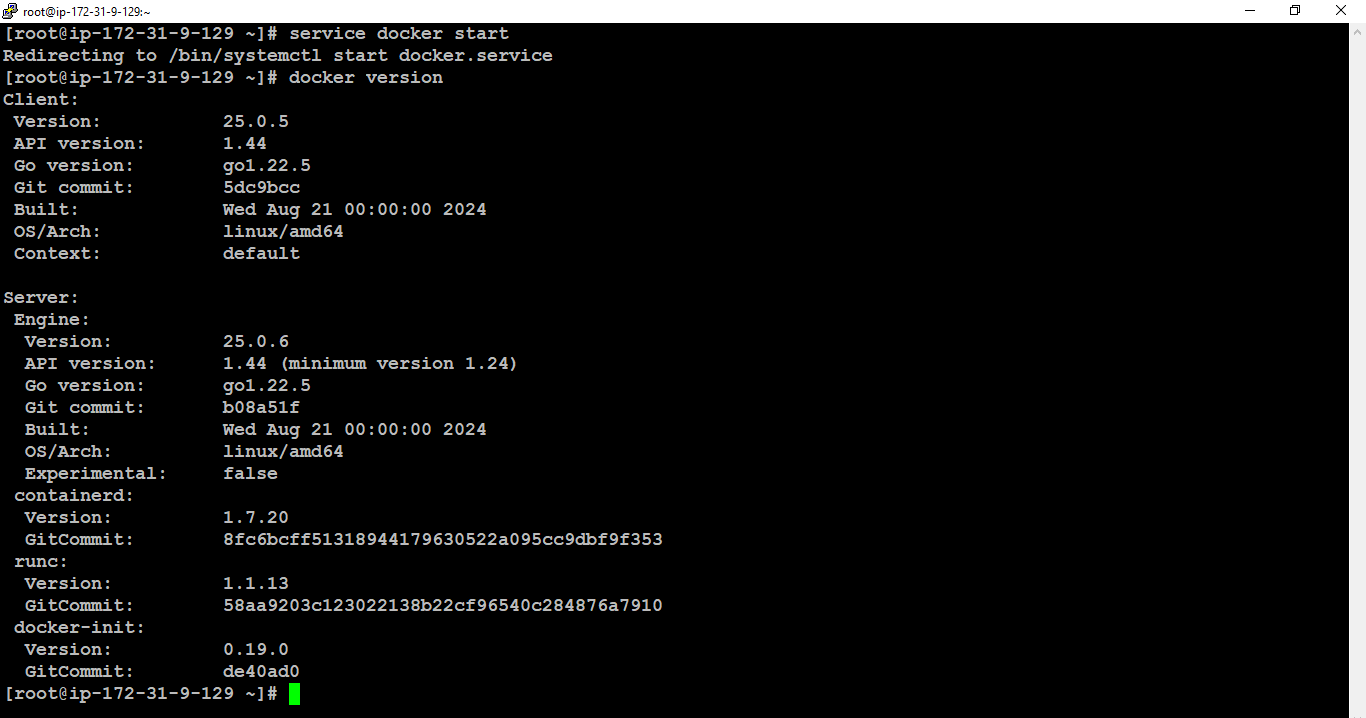 root@ip-172-31-9-129:~
[root@ip-172-31-9-129 ~]# service docker start
Redirecting to /bin/systemctl start docker.service
[root@ip-172-31-9-129 ~]# docker version
Client:
 Version:           25.0.5
 API version:       1.44
 Go version:        go1.22.5
 Git commit:        5dc9bcc
 Built:             Wed Aug 21 00:00:00 2024
 OS/Arch:           linux/amd64
 Context:           default

Server:
 Engine:
  Version:          25.0.6
  API version:      1.44 (minimum version 1.24)
  Go version:       go1.22.5
  Git commit:       b08a51f
  Built:            Wed Aug 21 00:00:00 2024
  OS/Arch:          linux/amd64
  Experimental:     false
 containerd:
  Version:          1.7.20
  GitCommit:        8fc6bcff51318944179630522a095cc9dbf9f353
 runc:
  Version:          1.1.13
  GitCommit:        58aa9203c123022138b22cf96540c284876a7910
 docker-init:
  Version:          0.19.0
  GitCommit:        de40ad0
[root@ip-172-31-9-129 ~]#